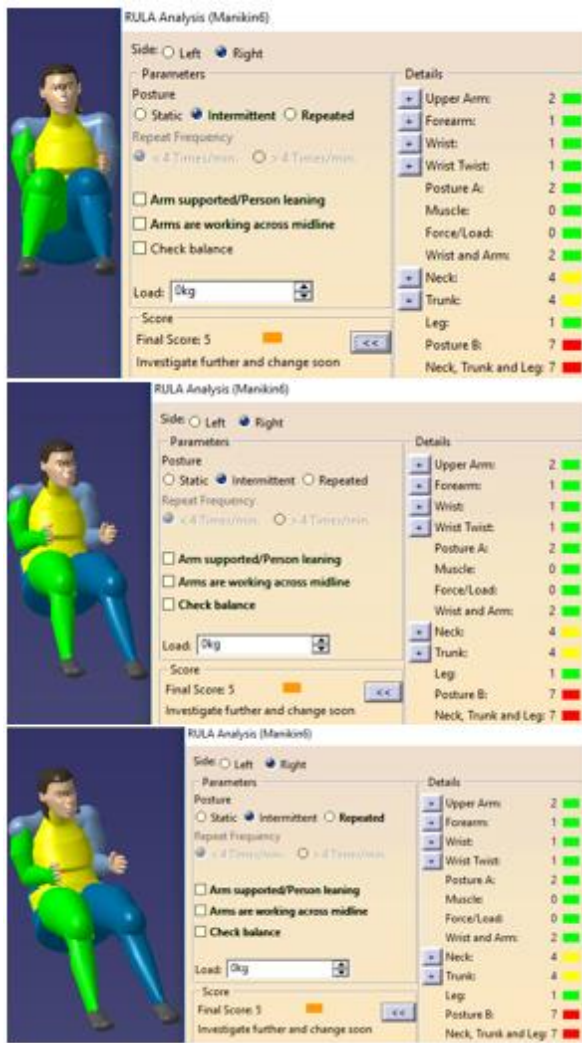 RULA Analysis (Manikin6)
Side: Left Right
Parameters
Posture
Static Intermittent Repeated
Repeat Frequency
< 4 Times/min. > 4 Times/min.
Arm supported/Person leaning
Arms are working across midline
Check balance
Load: 0kg
Score
Final Score: 5 <<
Investigate further and change soon
Details
+ Upper Arm: 2
+ Forearm: 1
+ Wrist: 1
+ Wrist Twist: 1
Posture A: 2
Muscle: 0
Force/Load: 0
Wrist and Arm: 2
+ Neck: 4
+ Trunk: 4
Leg: 1
Posture B: 7
Neck, Trunk and Leg: 7
RULA Analysis (Manikin6)
Side: Left Right
Parameters
Posture
Static Intermittent Repeated
Repeat Frequency
< 4 Times/min. > 4 Times/min.
Arm supported/Person leaning
Arms are working across midline
Check balance
Load: 0kg
Score
Final Score: 5 <<
Investigate further and change soon
Details
+ Upper Arm: 2
+ Forearm: 1
+ Wrist: 1
+ Wrist Twist: 1
Posture A: 2
Muscle: 0
Force/Load: 0
Wrist and Arm: 2
+ Neck: 4
+ Trunk: 4
Leg: 1
Posture B: 7
Neck, Trunk and Leg: 7
RULA Analysis (Manikin6)
Side: Left Right
Parameters
Posture
Static Intermittent Repeated
Repeat Frequency
< 4 Times/min. > 4 Times/min.
Arm supported/Person leaning
Arms are working across midline
Check balance
Load: 0kg
Score
Final Score: 5 <<
Investigate further and change soon
Details
+ Upper Arm: 2
+ Forearm: 1
+ Wrist: 1
+ Wrist Twist: 1
Posture A: 2
Muscle: 0
Force/Load: 0
Wrist and Arm: 2
+ Neck: 4
+ Trunk: 4
Leg: 1
Posture B: 7
Neck, Trunk and Leg: 7